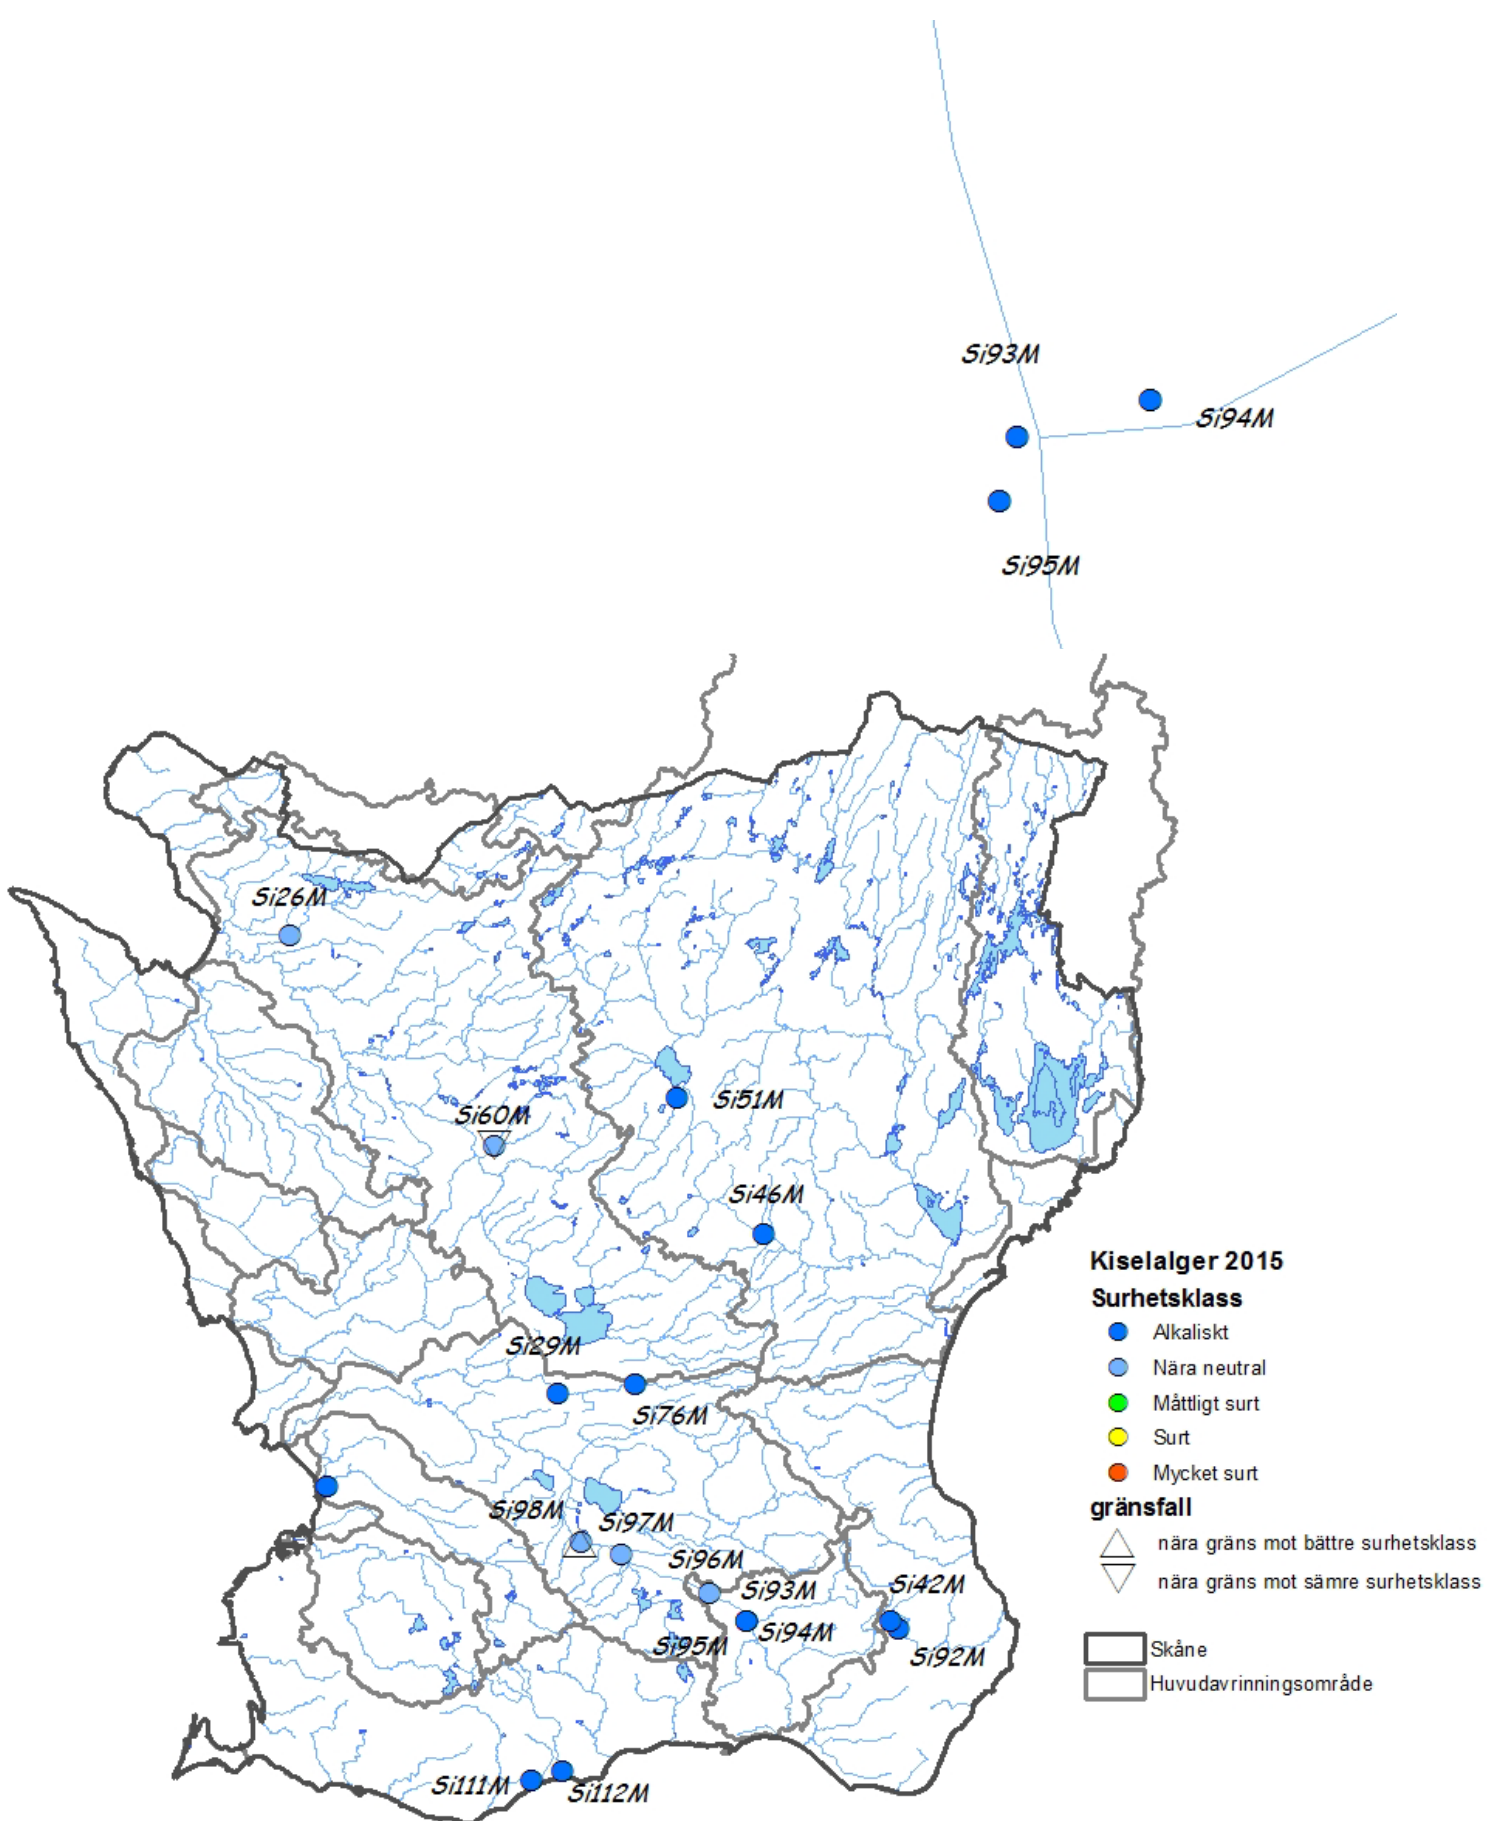 Si93M
Si94M
Si95M
Si26M
Si60M
Si51M
Si46M
Si29M
Si76M
Si98M
Si97M
Si96M
Si93M
Si42M
Si94M
Si95M
Si92M
Si111M
Si112M
Kiselalger 2015
Surhetsklass
Alkaliskt
Nära neutral
Måttligt surt
Surt
Mycket surt
gränsfall
nära gräns mot bättre surhetsklass
nära gräns mot sämre surhetsklass
Skåne
Huvudavrinningsområde